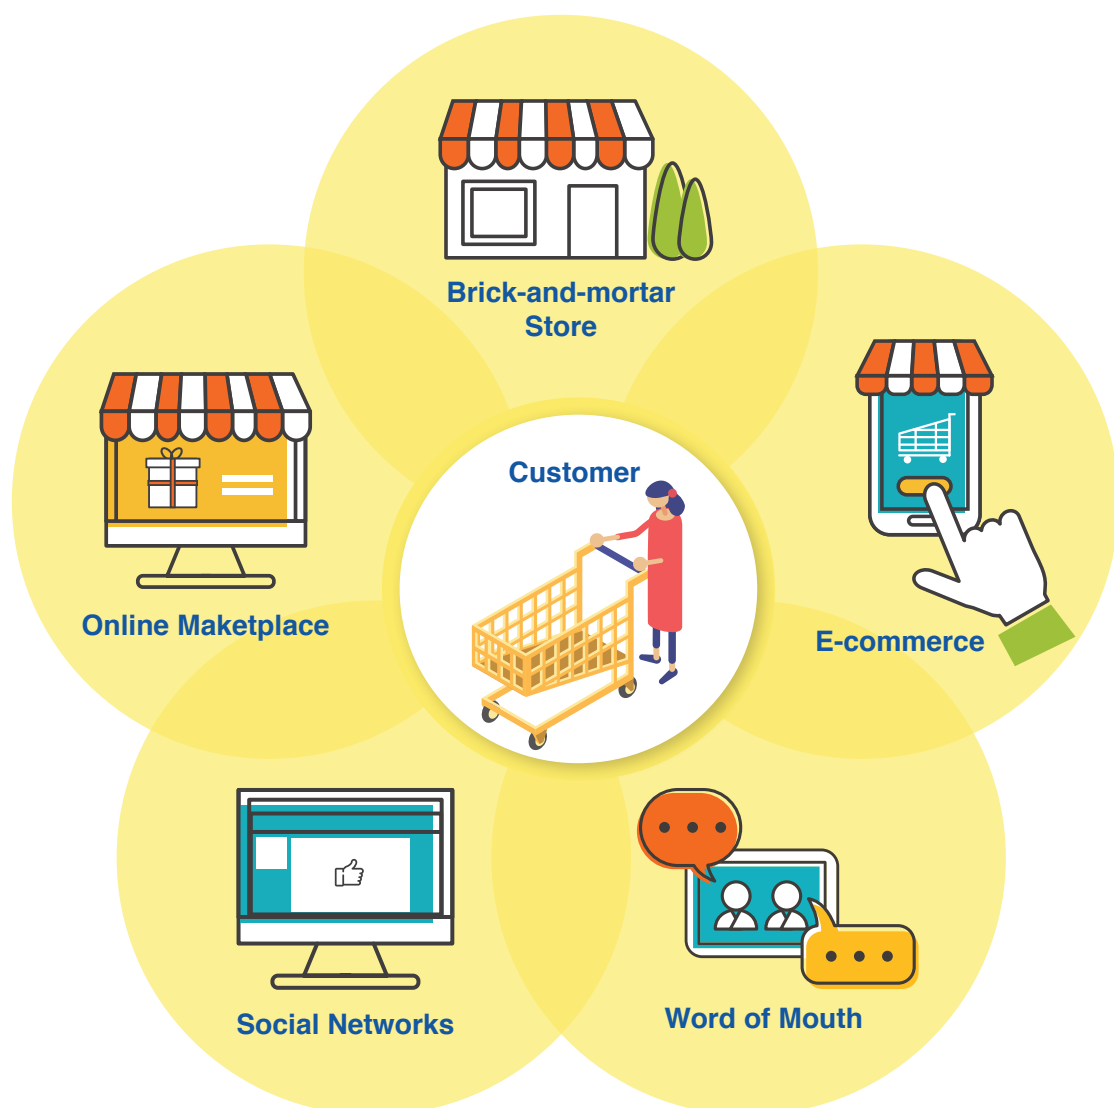 Brick-and-mortar
Store
Customer
Online Maketplace
E-commerce
Social Networks
Word of Mouth